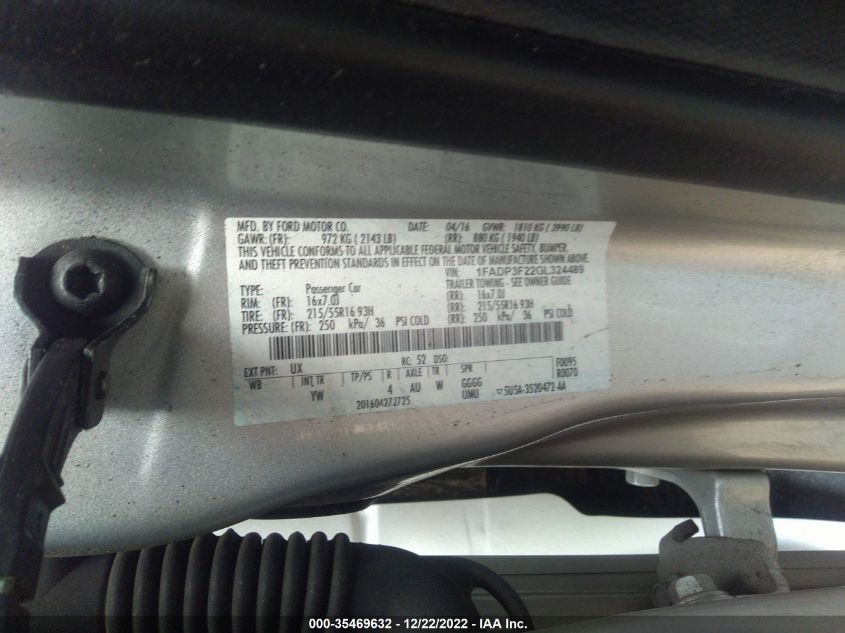 MFD. BY FORD MOTOR CO. DATE: 04/16 GVWR: 1810 KG ( 3990 LB)
GAWR: (FR): 972 KG ( 2143 LB) (RR): 880 KG ( 1940 LB)
THIS VEHICLE CONFORMS TO ALL APPLICABLE FEDERAL MOTOR VEHICLE SAFETY, BUMPER,
AND THEFT PREVENTION STANDARDS IN EFFECT ON THE DATE OF MANUFACTURE SHOWN ABOVE.
VIN: 1FADP3F22GL324489
TYPE: Passenger Car TRAILER TOWING - SEE OWNER GUIDE
RIM: (FR): 16x7.0J (RR): 16x7.0J
TIRE: (FR): 215/55R16 93H (RR): 215/55R16 93H
PRESSURE: (FR): 250 kPa/ 36 PSI COLD (RR): 250 kPa/ 36 PSI COLD
EXT PNT: UX RC: 52 DSO: F0095
WB INT TR TP/PS R AXLE TR SPR R0070
YW 4 AU W GGGG
201604272725 UMU ▽5U5A-3520472-AA
000-35469632 - 12/22/2022 - IAA Inc.